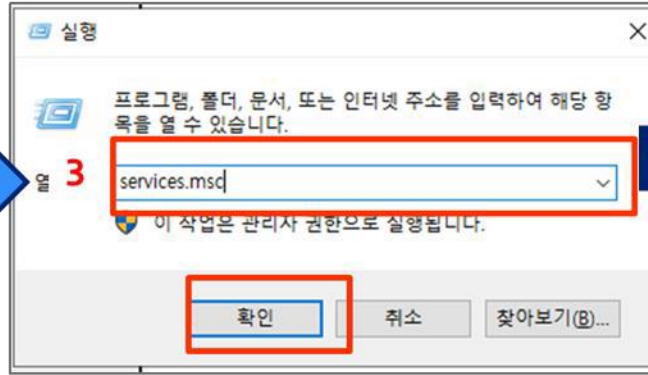 실행
프로그램, 폴더, 문서, 또는 인터넷 주소를 입력하여 해당 항
목을 열 수 있습니다.
열 3 services.msc
이 작업은 관리자 권한으로 실행됩니다.
확인 취소 찾아보기(B)...